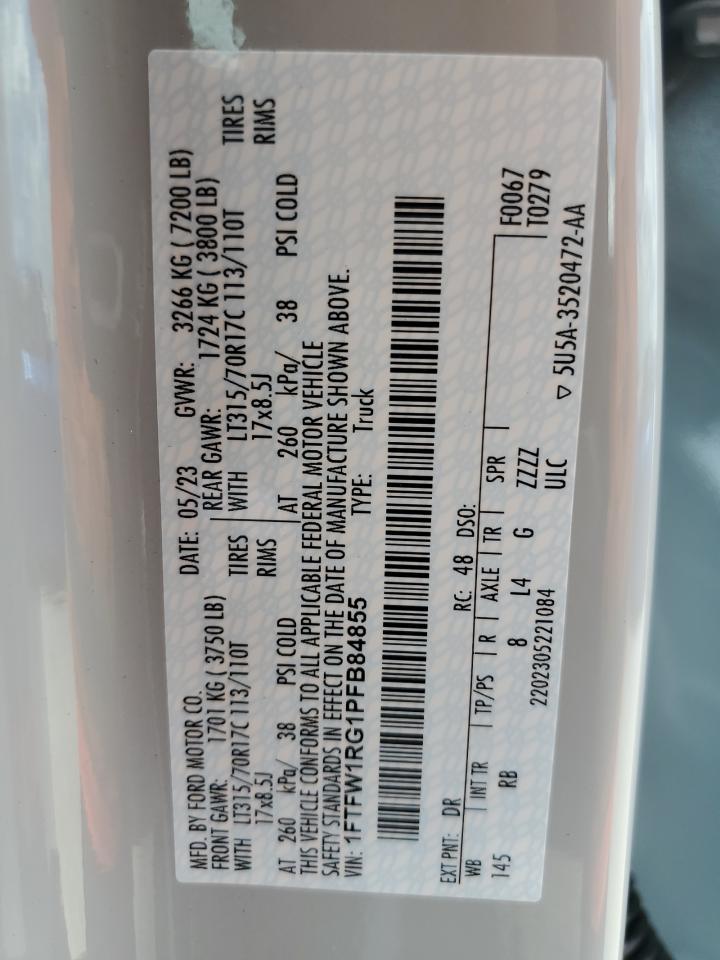 MFD. BY FORD MOTOR CO. DATE: 05/23 GVWR: 3266 KG ( 7200 LB)
FRONT GAWR: 1701 KG ( 3750 LB) REAR GAWR: 1724 KG ( 3800 LB)
WITH LT315/70R17C 113/110T TIRES WITH LT315/70R17C 113/110T TIRES
17x8.5J RIMS 17x8.5J RIMS
AT 260 kPa/ 38 PSI COLD AT 260 kPa/ 38 PSI COLD
THIS VEHICLE CONFORMS TO ALL APPLICABLE FEDERAL MOTOR VEHICLE
SAFETY STANDARDS IN EFFECT ON THE DATE OF MANUFACTURE SHOWN ABOVE.
VIN: 1FTFW1RG1PFB84855 TYPE: Truck
EXT PNT: DR RC: 48 DSO: F0067
WB INT TR TP/PS R AXLE TR SPR T0279
145 RB 8 L4 G ZZZZ
2202305221084 ULC ▽ 5U5A-3520472-AA